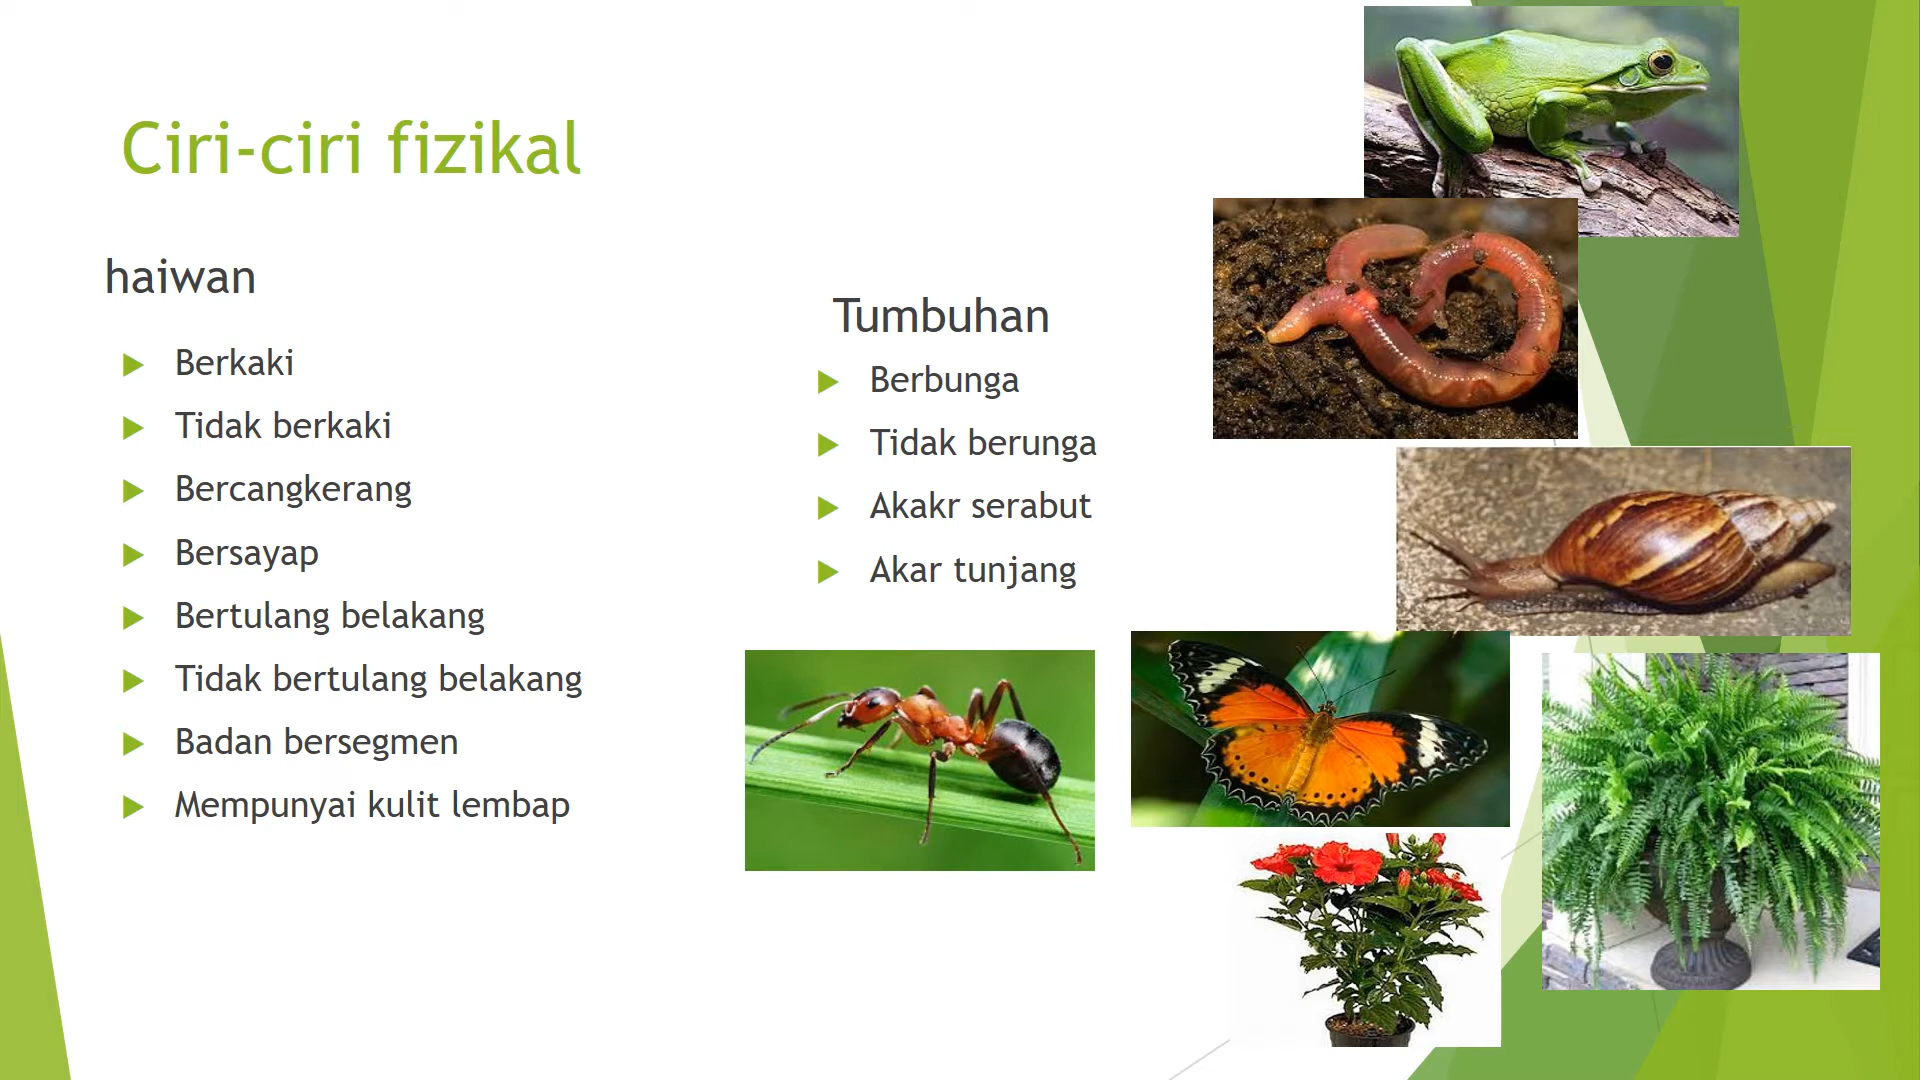 Ciri-ciri fizikal
haiwan
Berkaki
Tidak berkaki
Bercangkerang
Bersayap
Bertulang belakang
Tidak bertulang belakang
Badan bersegmen
Mempunyai kulit lembap
Tumbuhan
Berbunga
Tidak berunga
Akakr serabut
Akar tunjang